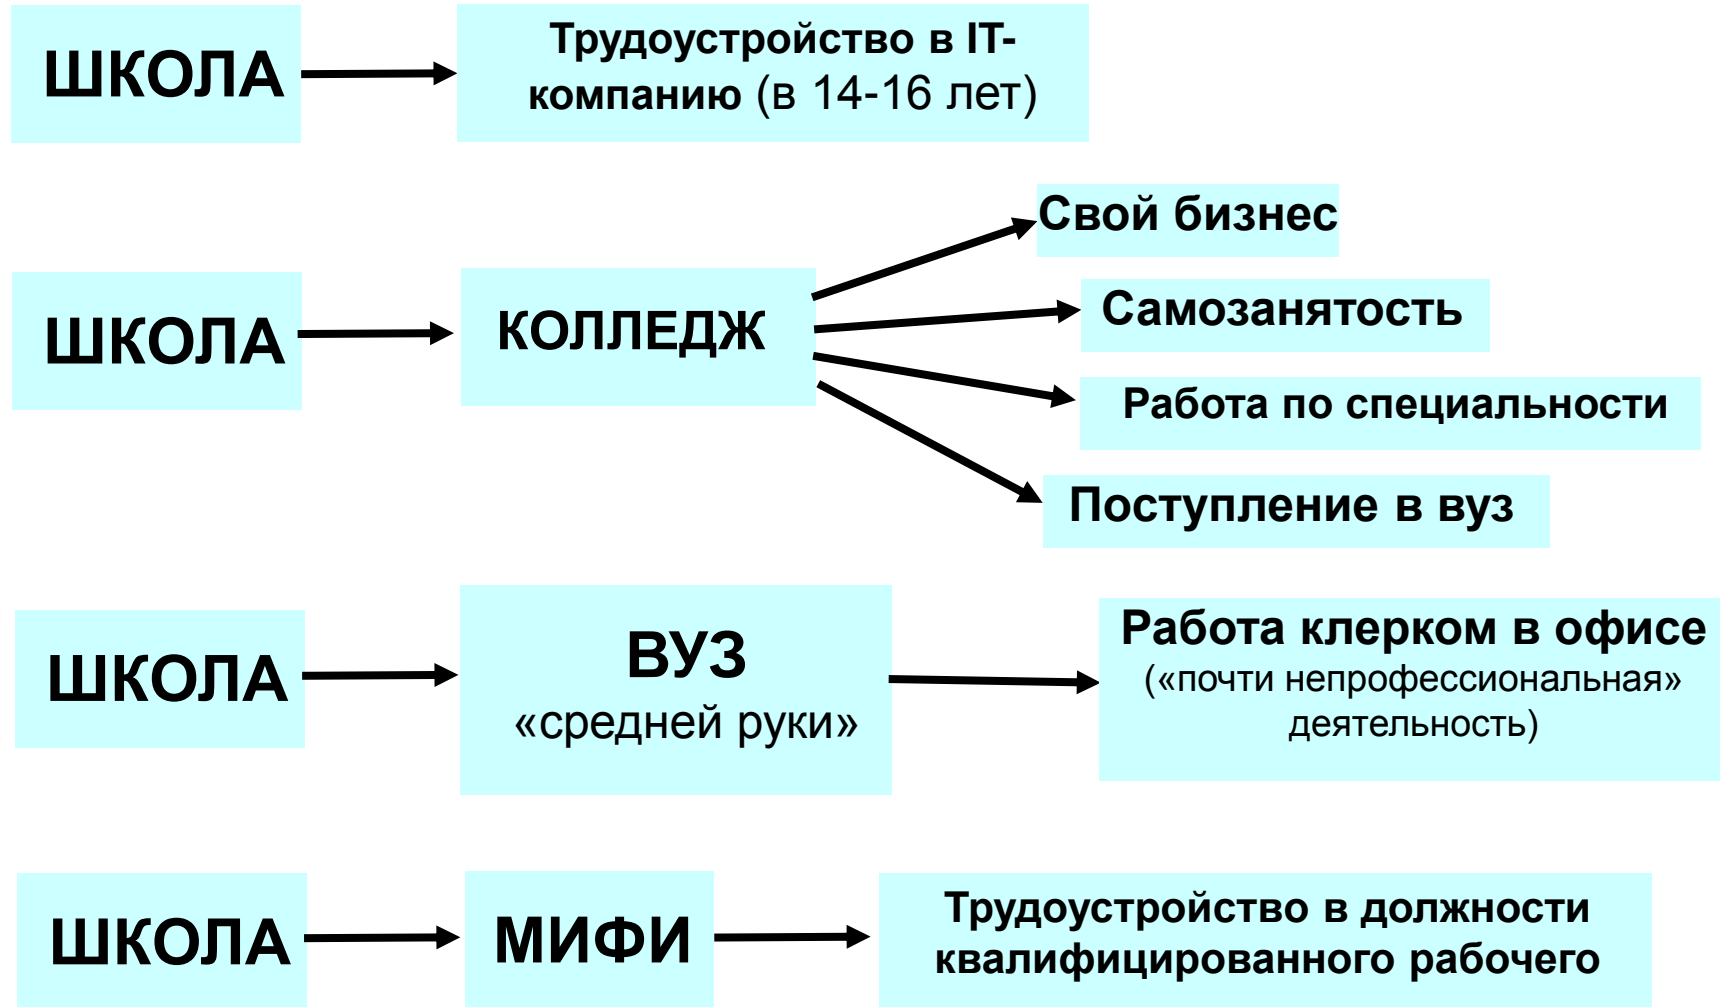 ШКОЛА
Трудоустройство в IT-
компанию (в 14-16 лет)
ШКОЛА
КОЛЛЕДЖ
Свой бизнес
Самозанятость
Работа по специальности
Поступление в вуз
ШКОЛА
ВУЗ
«средней руки»
Работа клерком в офисе
(«почти непрофессиональная»
деятельность)
ШКОЛА
МИФИ
Трудоустройство в должности
квалифицированного рабочего